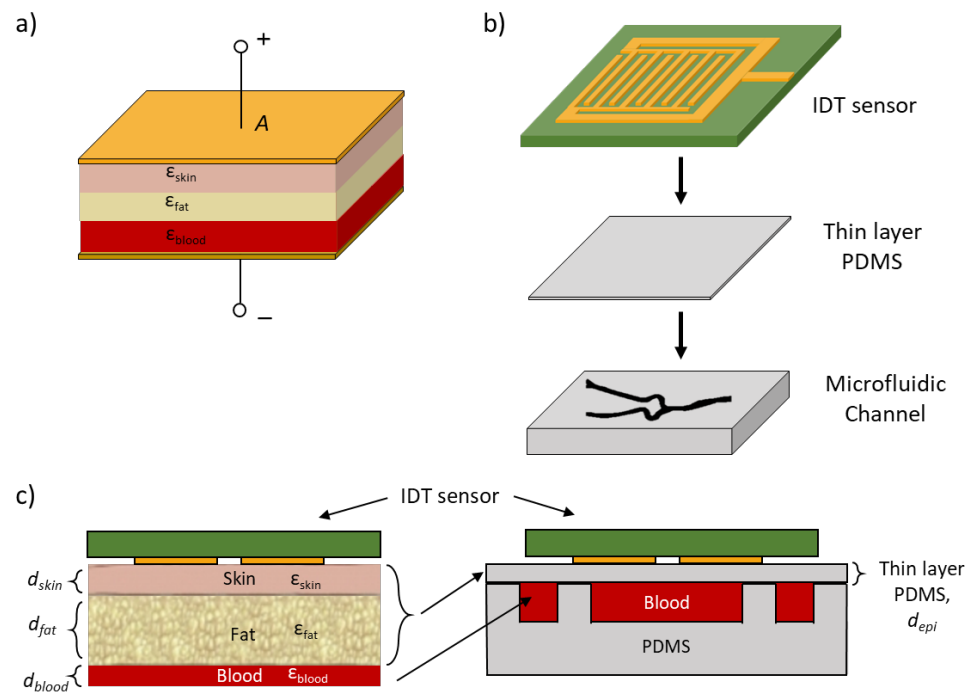 a)
+
A
εskin
εfat
εblood
–
b)
IDT sensor
Thin layer
PDMS
Microfluidic
Channel
c)
IDT sensor
dskin
Skin εskin
dfat
Fat εfat
dblood
Blood εblood
Blood
PDMS
Thin layer
PDMS,
depi